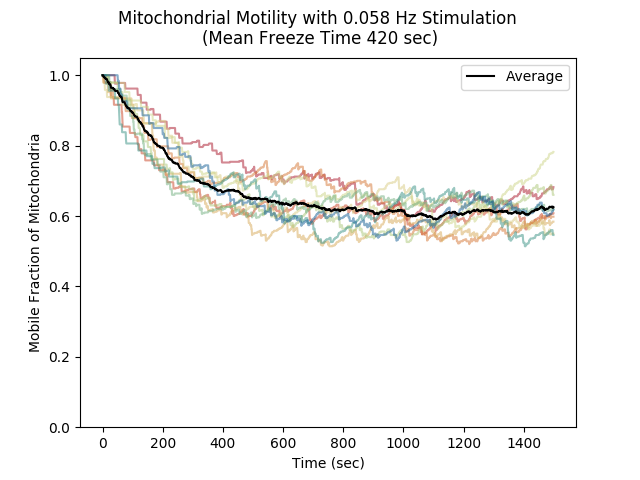 Mitochondrial Motility with 0.058 Hz Stimulation
(Mean Freeze Time 420 sec)
Average
Mobile Fraction of Mitochondria
1.0
0.8
0.6
0.4
0.2
0.0
0 200 400 600 800 1000 1200 1400
Time (sec)